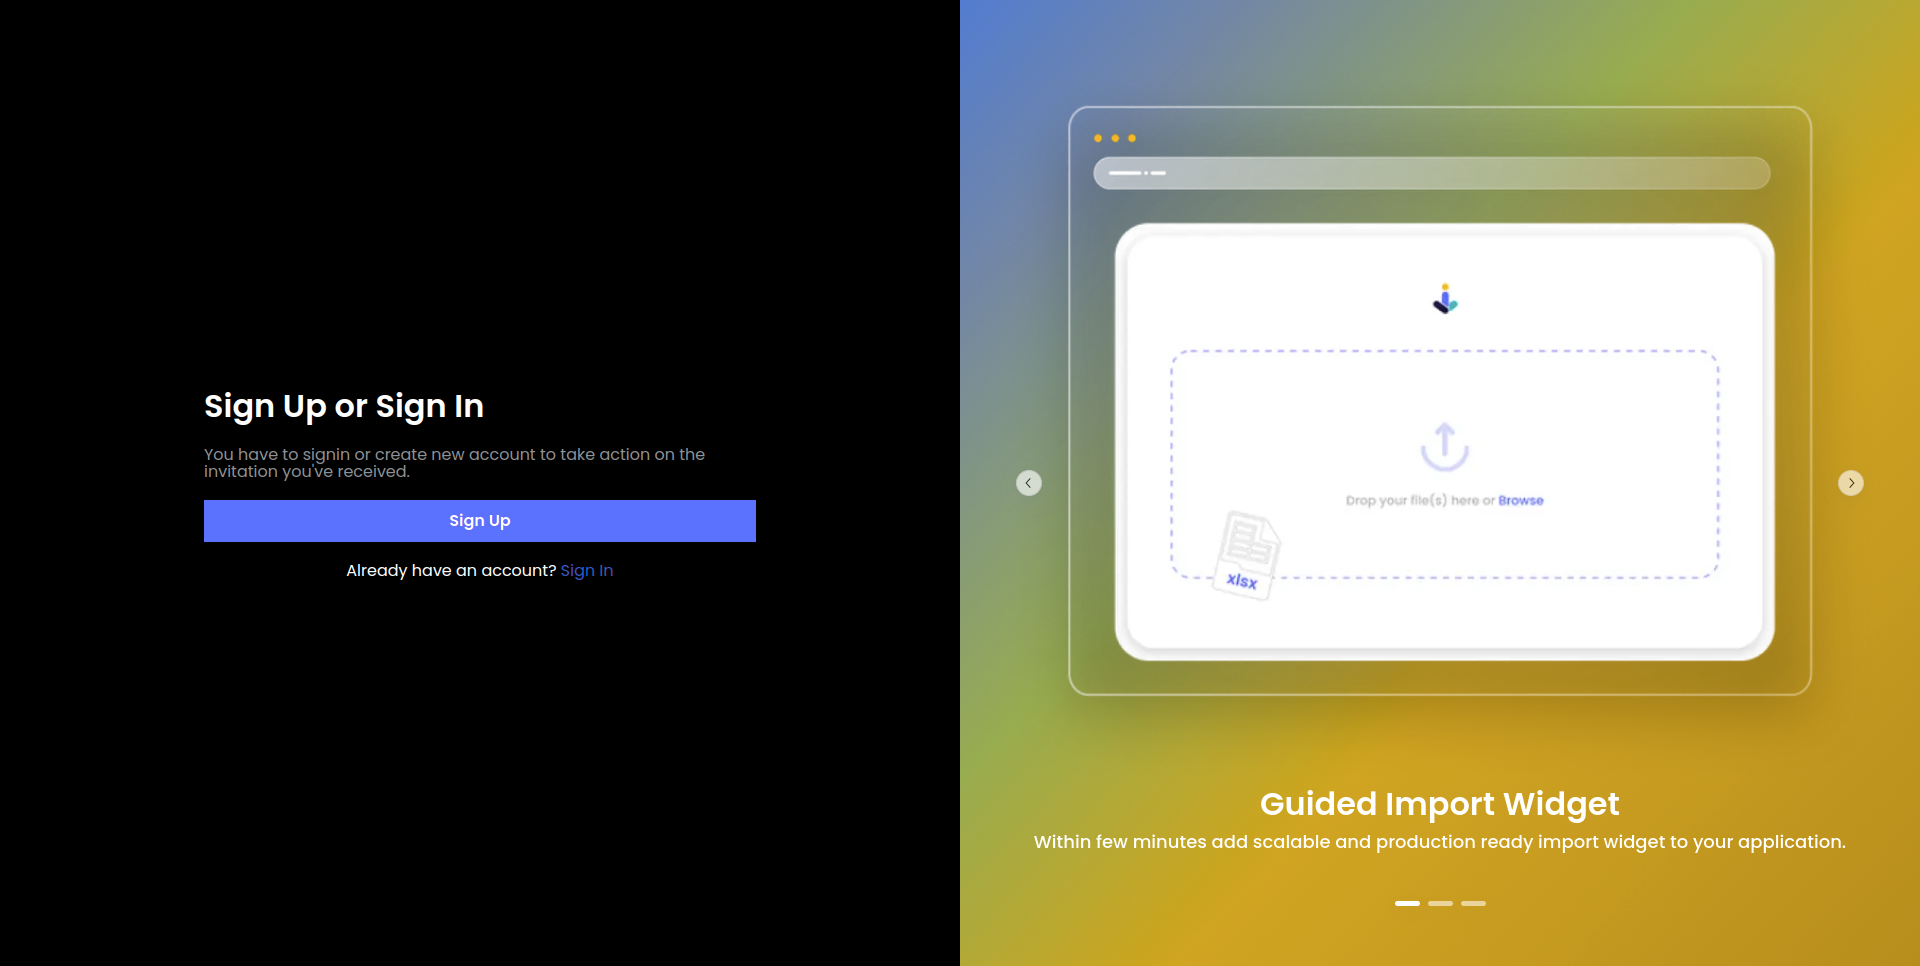 Sign Up or Sign In
You have to signin or create new account to take action on the
invitation you've received.
Sign Up
Already have an account? Sign In
Drop your file(s) here or Browse
xlsx
Guided Import Widget
Within few minutes add scalable and production ready import widget to your application.